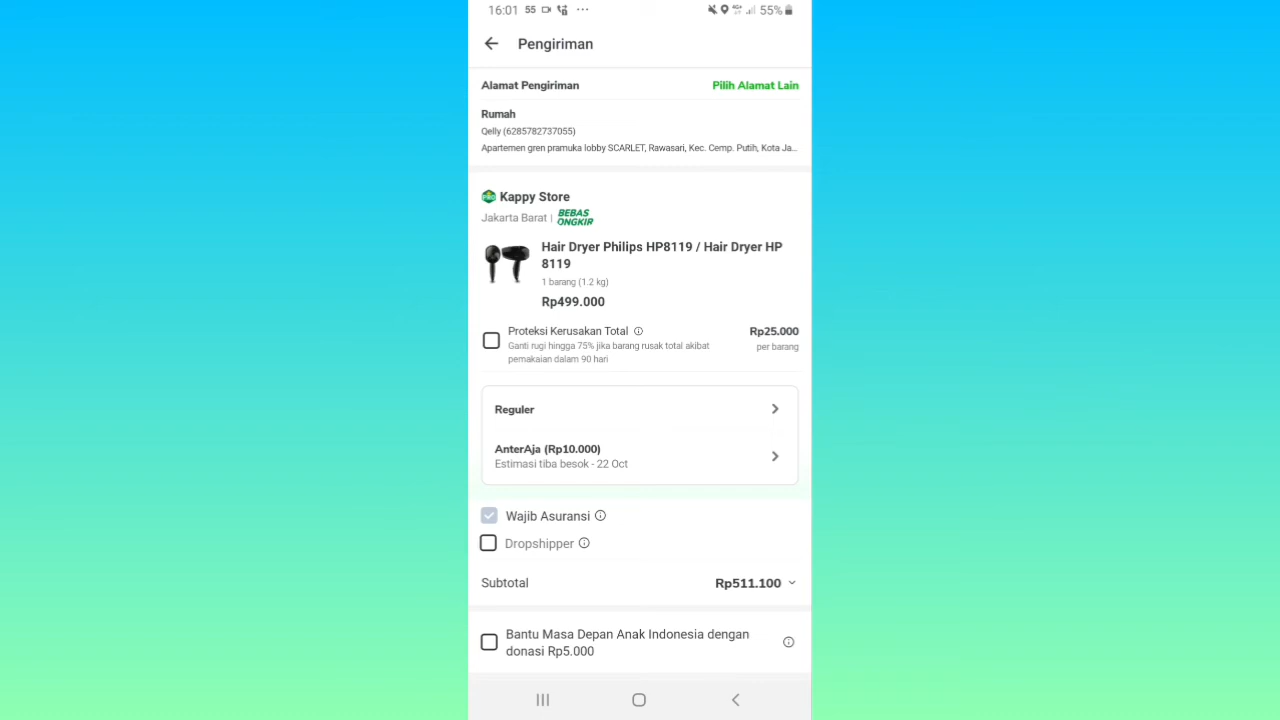 16:01 55 ... 4G+ 55%
Pengiriman
Alamat Pengiriman Pilih Alamat Lain
Rumah
Qelly (6285782737055)
Apartemen gren pramuka lobby SCARLET, Rawasari, Kec. Cemp. Putih, Kota Ja...
PRO Kappy Store
Jakarta Barat | BEBAS ONGKIR
Hair Dryer Philips HP8119 / Hair Dryer HP
8119
1 barang (1.2 kg)
Rp499.000
Proteksi Kerusakan Total Rp25.000
Ganti rugi hingga 75% jika barang rusak total akibat per barang
pemakaian dalam 90 hari
Reguler
AnterAja (Rp10.000)
Estimasi tiba besok - 22 Oct
Wajib Asuransi
Dropshipper
Subtotal Rp511.100
Bantu Masa Depan Anak Indonesia dengan
donasi Rp5.000